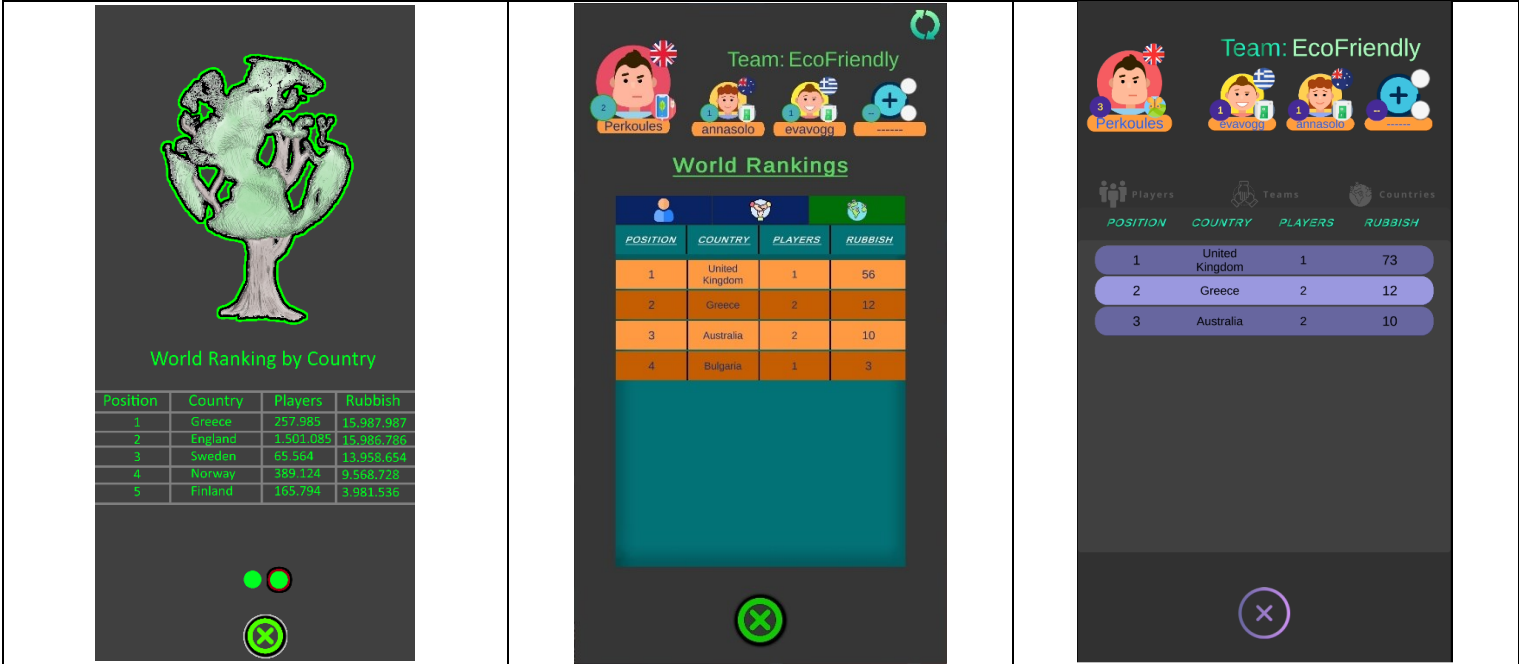 World Ranking by Country
Position Country Players Rubbish
1 Greece 257.985 15.987.987
2 England 1.501.085 15.986.786
3 Sweden 65.564 13.958.654
4 Norway 389.124 9.568.728
5 Finland 165.794 3.981.536
Team: EcoFriendly
2 1 1 --
Perkoules annasolo evavogg ------
World Rankings
POSITION COUNTRY PLAYERS RUBBISH
1 United Kingdom 1 56
2 Greece 2 12
3 Australia 2 10
4 Bulgaria 1 3
Team: EcoFriendly
3 1 1 --
Perkoules evavogg annasolo ------
Players Teams Countries
POSITION COUNTRY PLAYERS RUBBISH
1 United Kingdom 1 73
2 Greece 2 12
3 Australia 2 10